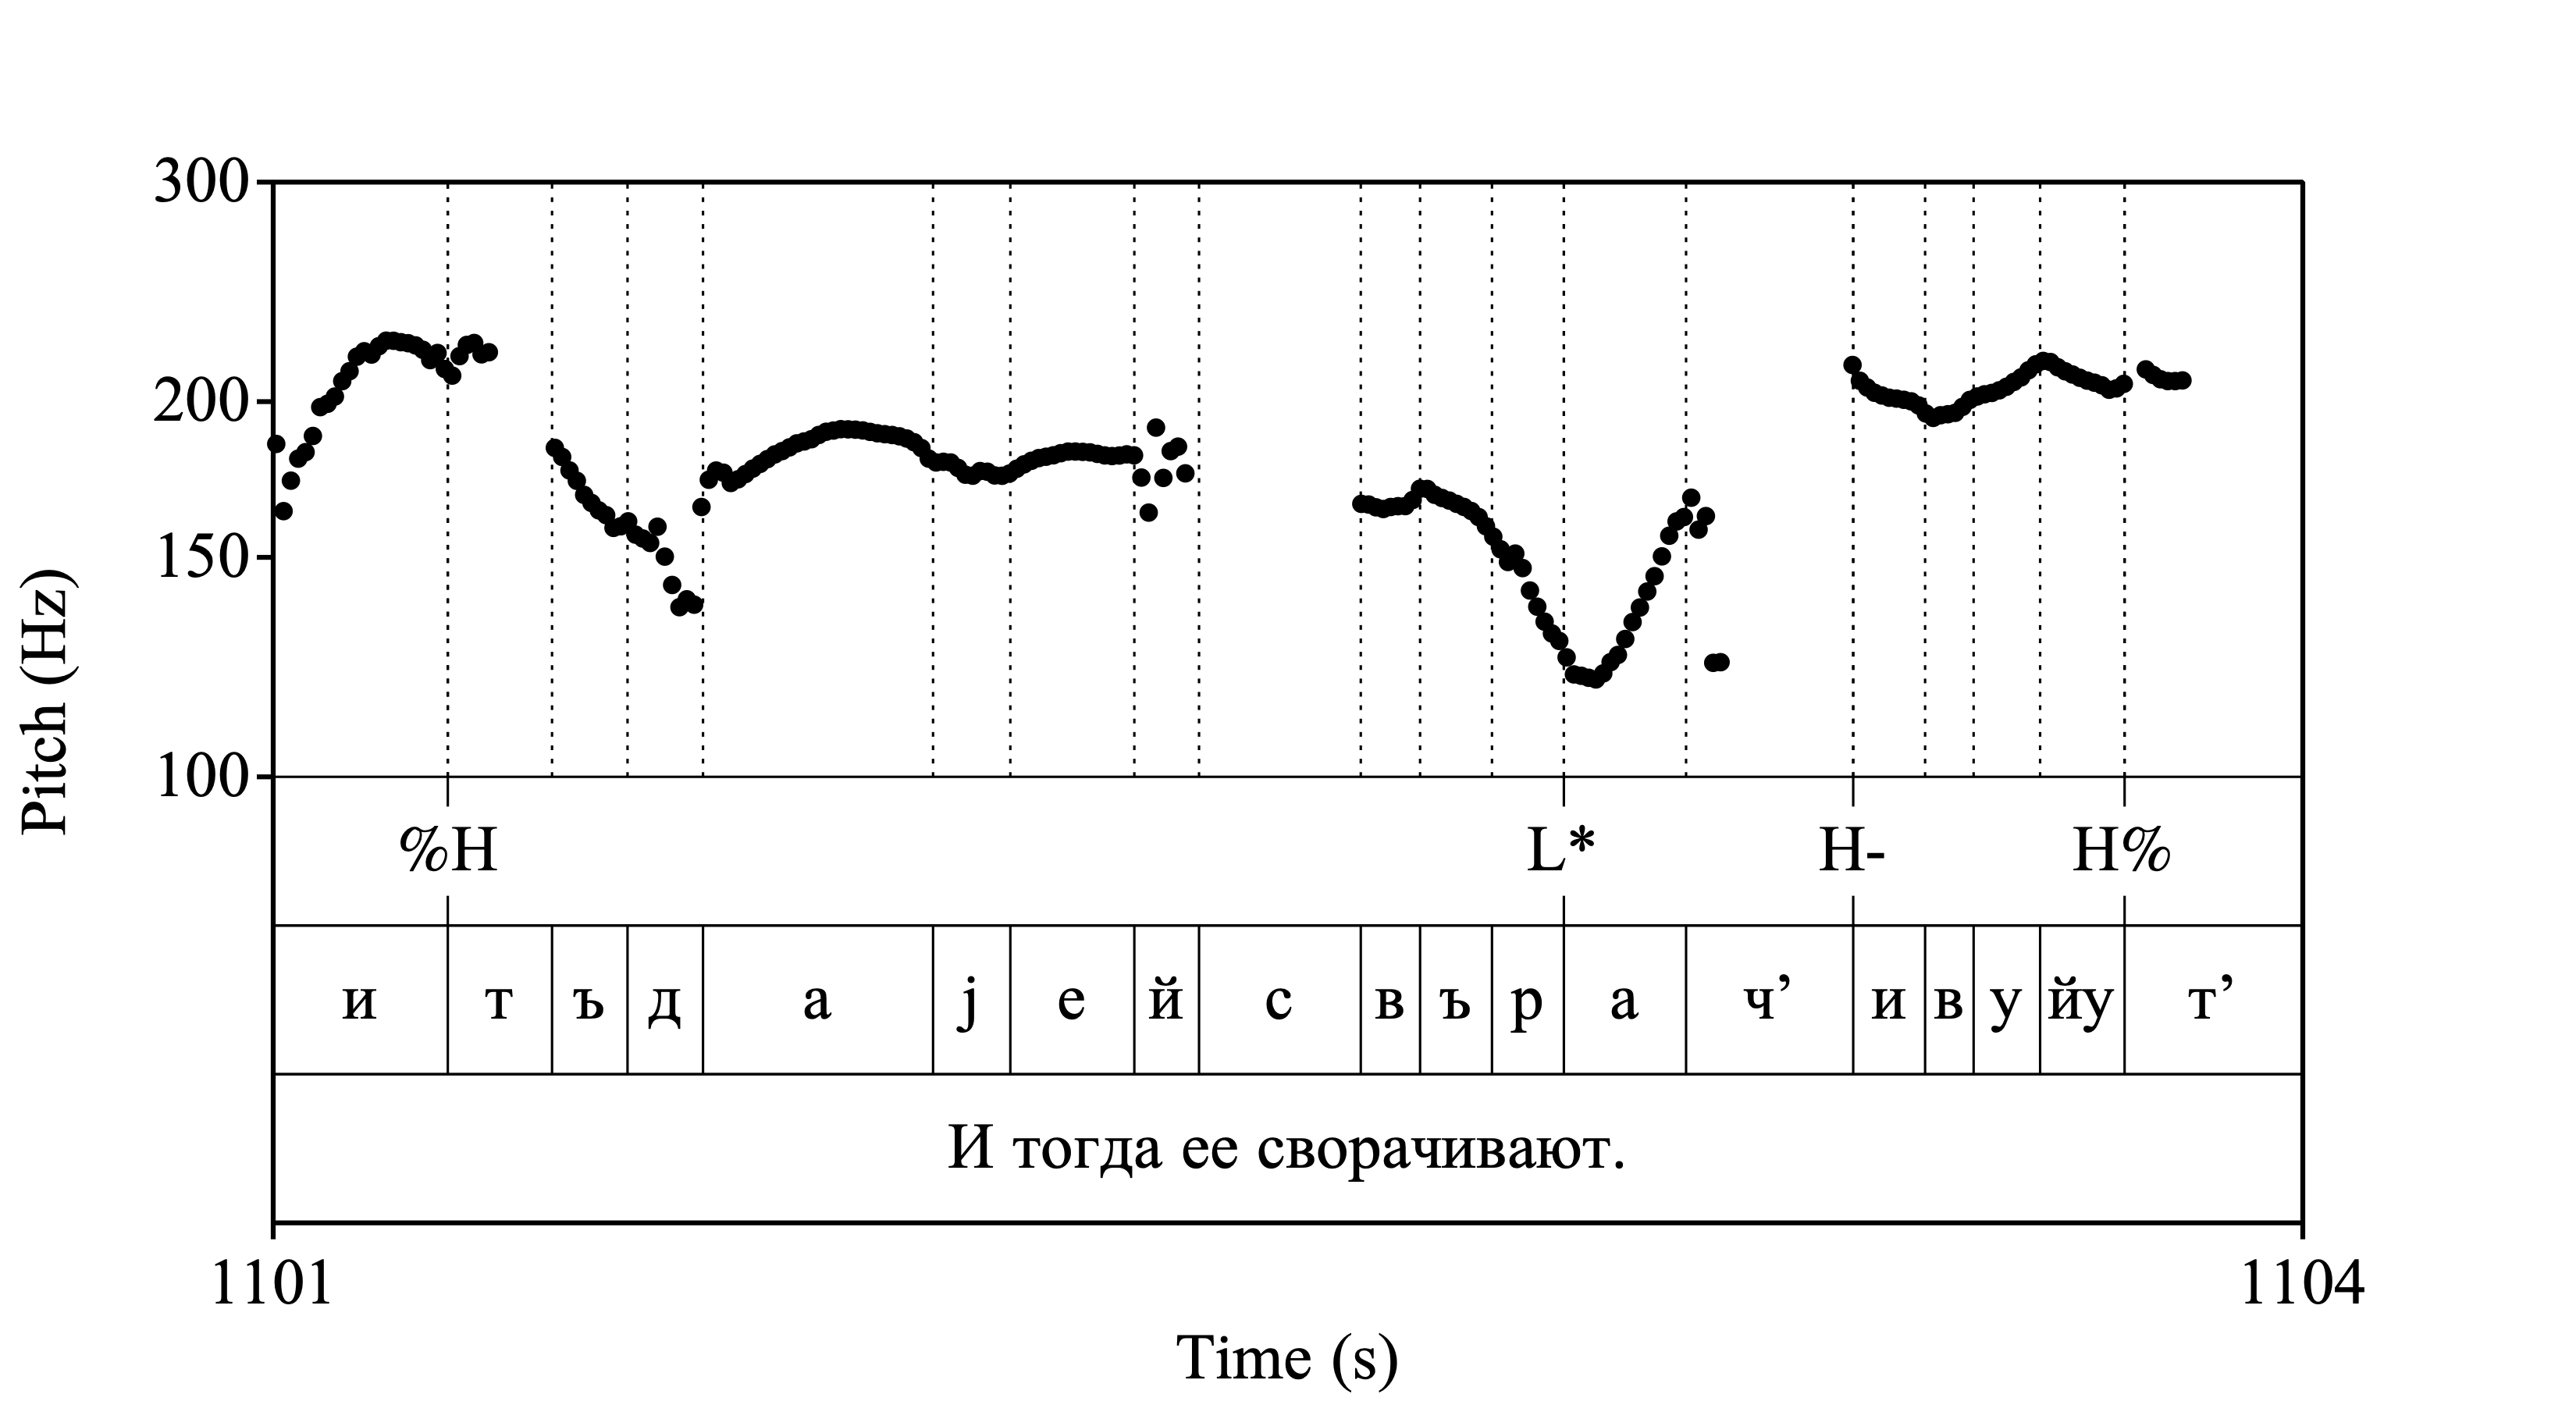 300
200
150
100
Pitch (Hz)
%H L* H- H%
и т ъ д а j е й с в ъ р а ч’ и в у йу т’
И тогда ее сворачивают.
1101 1104
Time (s)